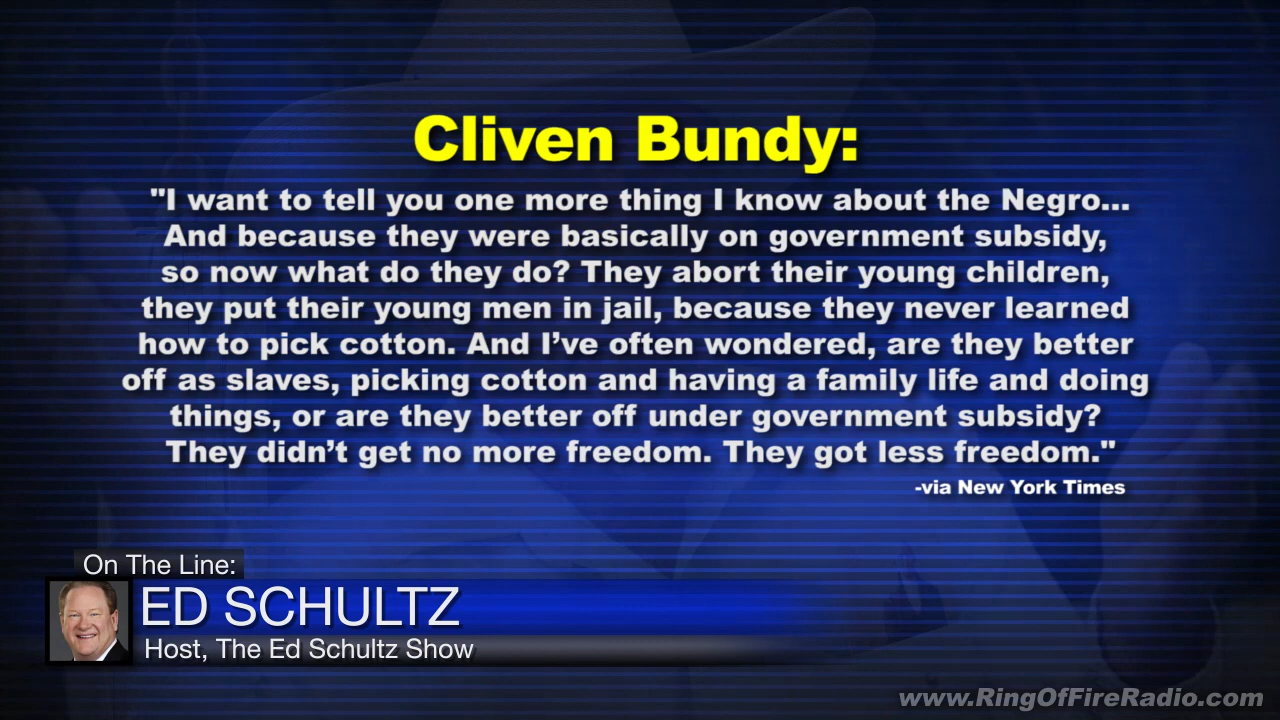 Cliven Bundy:
"I want to tell you one more thing I know about the Negro...
And because they were basically on government subsidy,
so now what do they do? They abort their young children,
they put their young men in jail, because they never learned
how to pick cotton. And I’ve often wondered, are they better
off as slaves, picking cotton and having a family life and doing
things, or are they better off under government subsidy?
They didn’t get no more freedom. They got less freedom."
-via New York Times
On The Line:
ED SCHULTZ
Host, The Ed Schultz Show
www.RingOfFireRadio.com